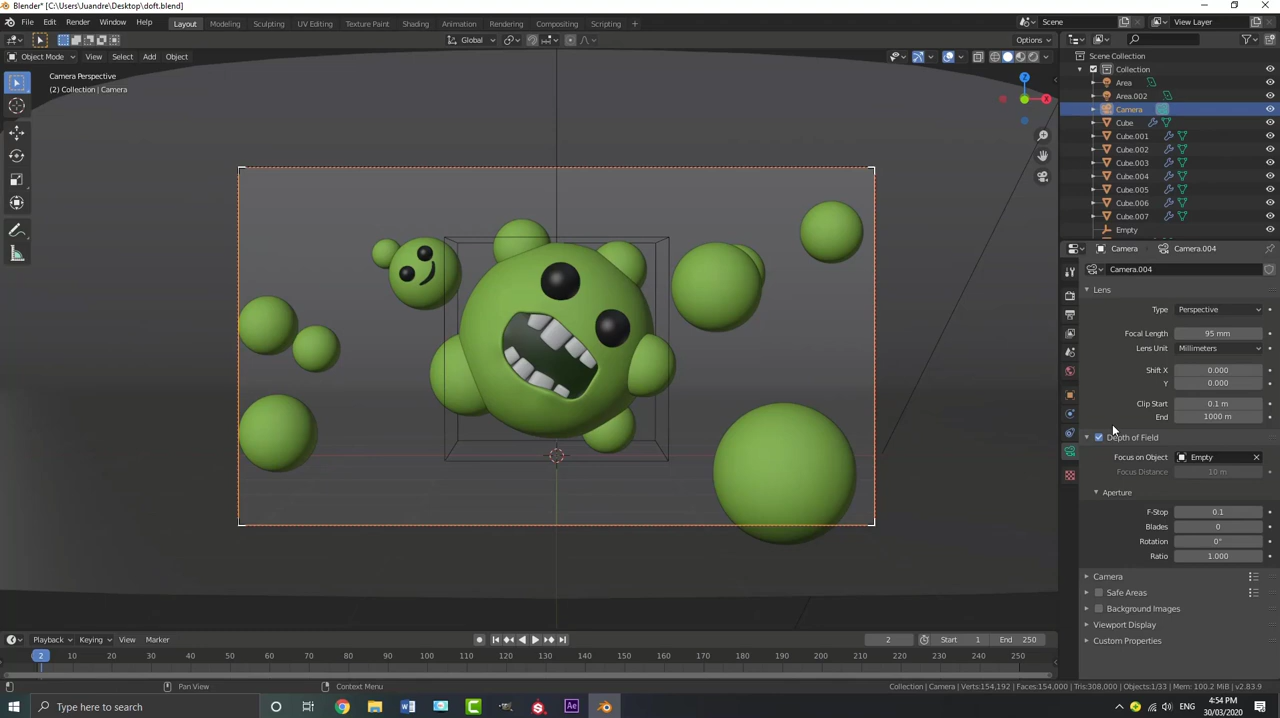 Blender* [C:\Users\Juandre\Desktop\doft.blend]
File Edit Render Window Help Layout Modeling Sculpting UV Editing Texture Paint Shading Animation Rendering Compositing Scripting Scene View Layer
Global Options
Object Mode View Select Add Object
Camera Perspective
(2) Collection | Camera
Z
X
Scene Collection
Collection
Area
Area.002
Camera
Cube
Cube.001
Cube.002
Cube.003
Cube.004
Cube.005
Cube.006
Cube.007
Empty
Camera Camera.004
Camera.004
Lens
Type Perspective
Focal Length 95 mm
Lens Unit Millimeters
Shift X 0.000
Y 0.000
Clip Start 0.1 m
End 1000 m
Depth of Field
Focus on Object Empty
Focus Distance 10 m
Aperture
F-Stop 0.1
Blades 0
Rotation 0°
Ratio 1.000
Camera
Safe Areas
Background Images
Viewport Display
Custom Properties
Playback Keying View Marker 2 Start 1 End 250
2 10 20 30 40 50 60 70 80 90 100 110 120 130 140 150 160 170 180 190 200 210 220 230 240 250
Pan View Context Menu Collection | Camera | Verts:154,192 | Faces:154,000 | Tris:308,000 | Objects:1/33 | Mem: 100.2 MiB | v2.83.9
Type here to search
Ae
4:54 PM
30/03/2020